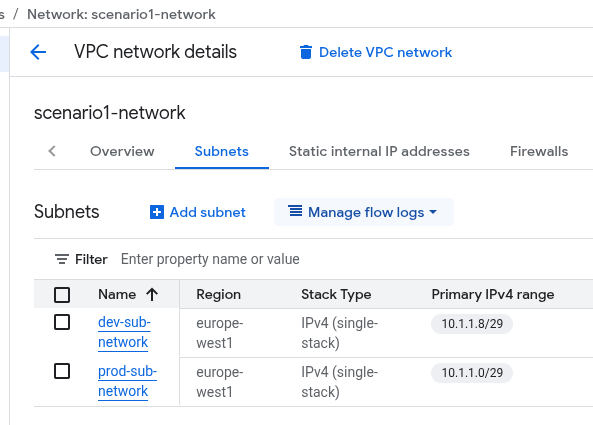 s / Network: scenario1-network
VPC network details Delete VPC network
scenario1-network
Overview Subnets Static internal IP addresses Firewalls
Subnets Add subnet Manage flow logs
Filter Enter property name or value
Name Region Stack Type Primary IPv4 range
dev-sub- europe- IPv4 (single- 10.1.1.8/29
network west1 stack)
prod-sub- europe- IPv4 (single- 10.1.1.0/29
network west1 stack)